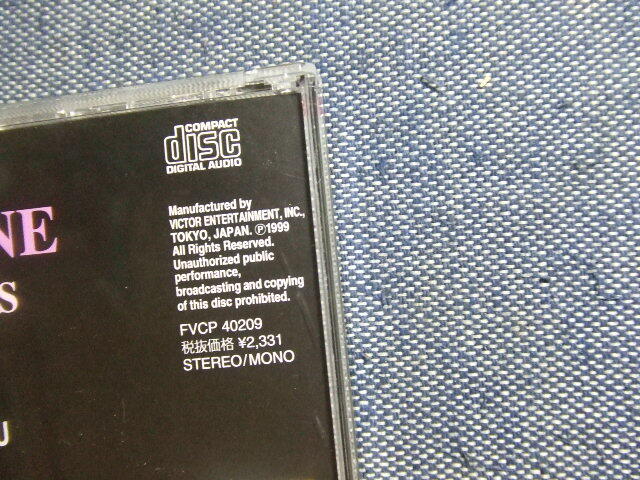 COMPACT
disc
DIGITAL AUDIO
Manufactured by
VICTOR ENTERTAINMENT, INC.,
TOKYO, JAPAN. Ⓟ1999
All Rights Reserved.
Unauthorized public
performance,
broadcasting and copying
of this disc prohibited.
FVCP 40209
税抜価格 ¥2,331
STEREO/MONO
NE
S
U